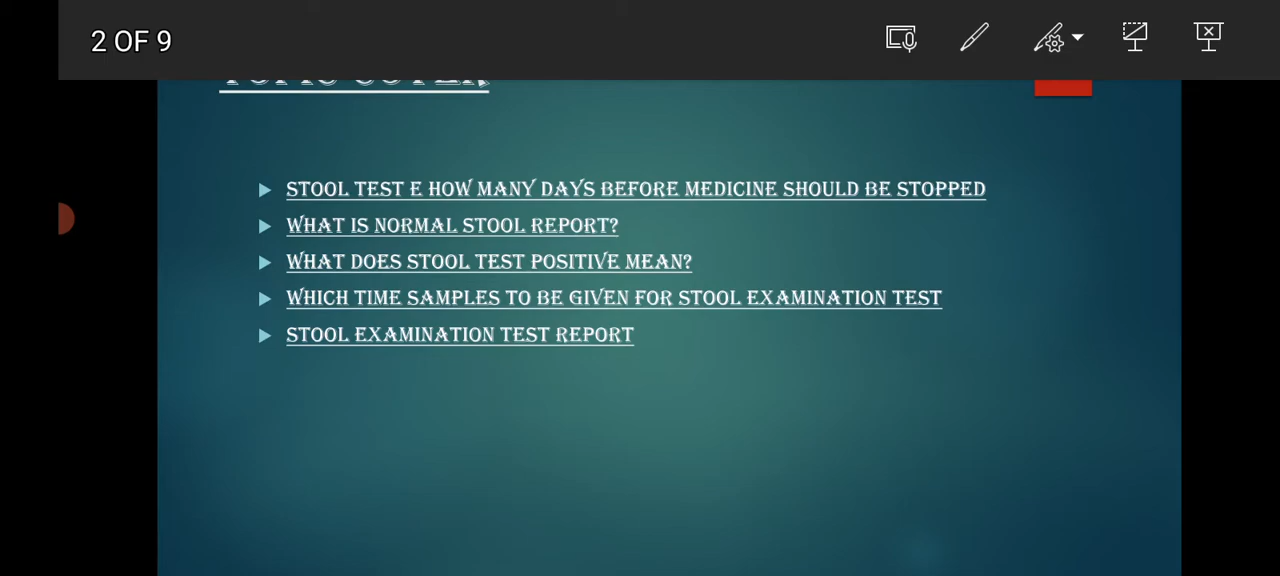 2 OF 9
STOOL TEST E HOW MANY DAYS BEFORE MEDICINE SHOULD BE STOPPED
WHAT IS NORMAL STOOL REPORT?
WHAT DOES STOOL TEST POSITIVE MEAN?
WHICH TIME SAMPLES TO BE GIVEN FOR STOOL EXAMINATION TEST
STOOL EXAMINATION TEST REPORT